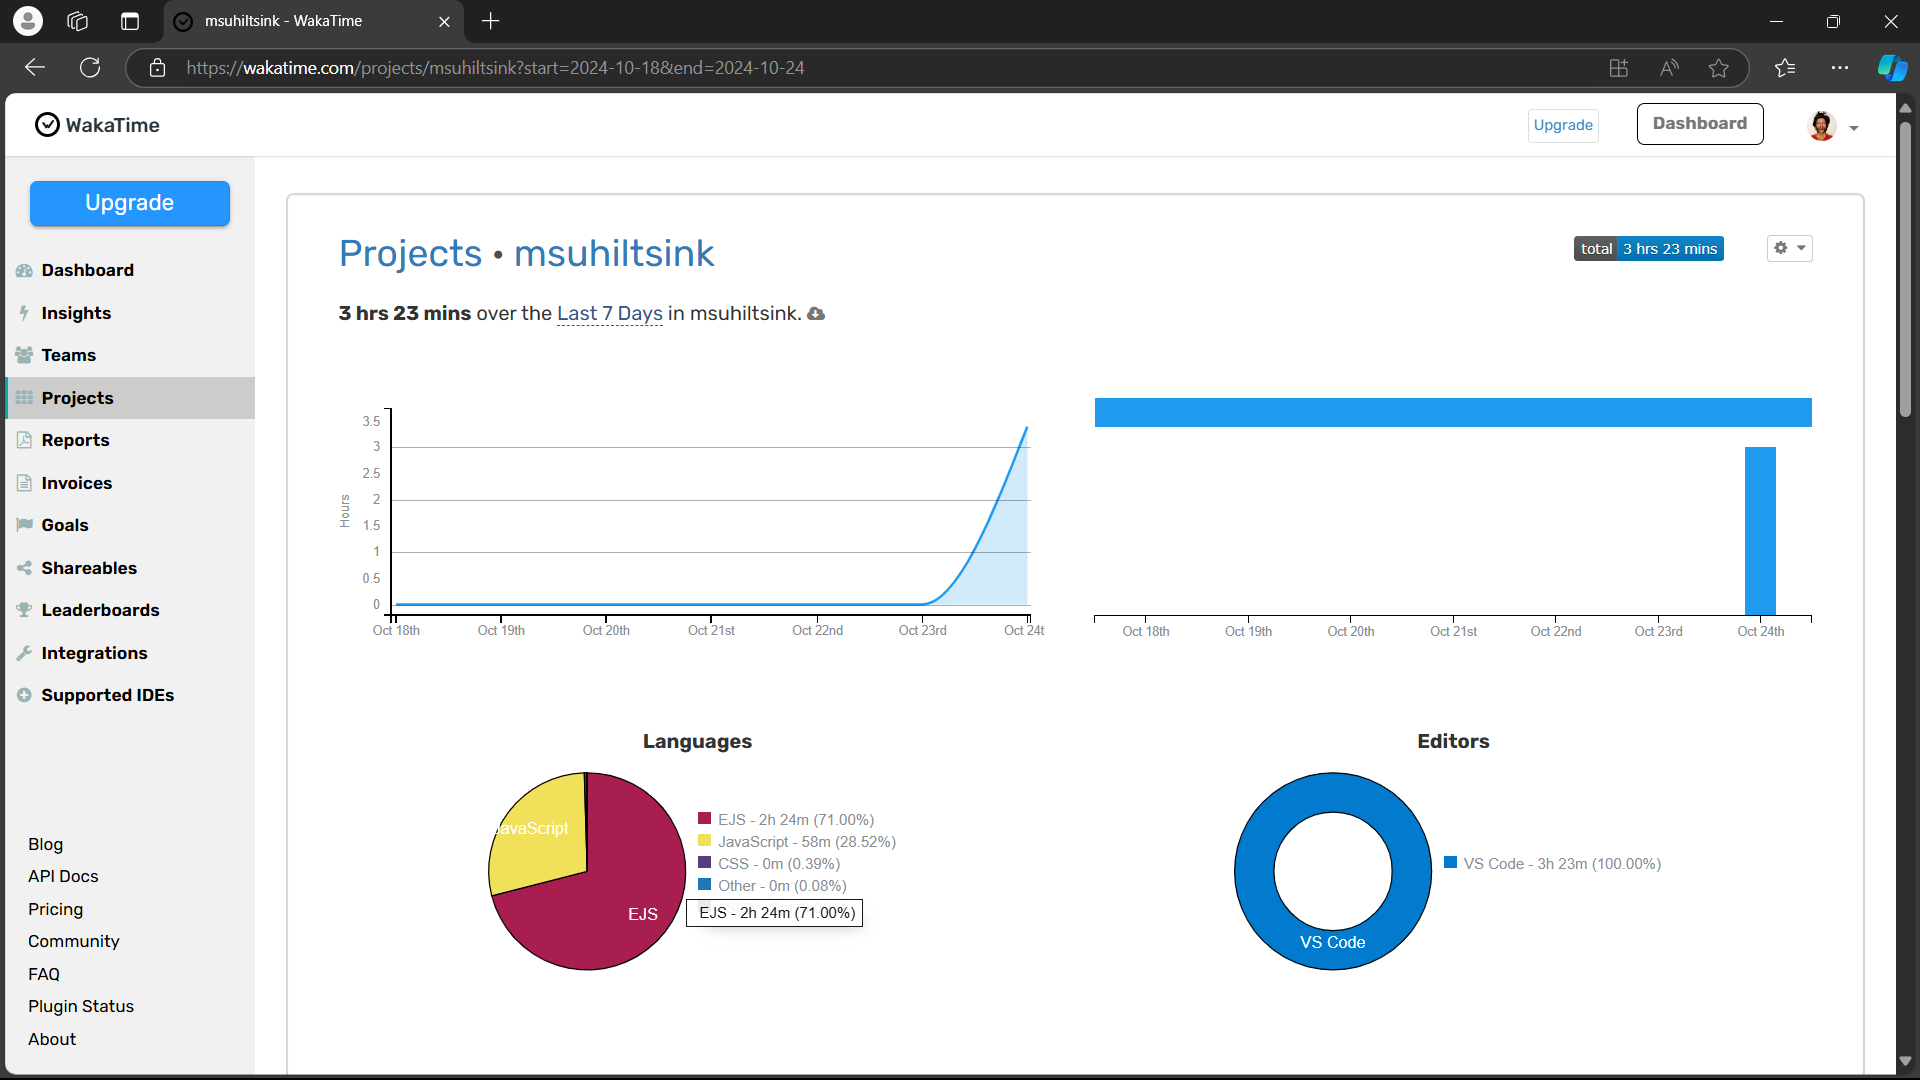 msuhiltsink - WakaTime
https://wakatime.com/projects/msuhiltsink?start=2024-10-18&end=2024-10-24
WakaTime
Upgrade
Dashboard
Upgrade
Dashboard
Insights
Teams
Projects
Reports
Invoices
Goals
Shareables
Leaderboards
Integrations
Supported IDEs
Blog
API Docs
Pricing
Community
FAQ
Plugin Status
About
Projects • msuhiltsink
total 3 hrs 23 mins
3 hrs 23 mins over the Last 7 Days in msuhiltsink.
Hours
3.5
3
2.5
2
1.5
1
0.5
0
Oct 18th Oct 19th Oct 20th Oct 21st Oct 22nd Oct 23rd Oct 24t
Oct 18th Oct 19th Oct 20th Oct 21st Oct 22nd Oct 23rd Oct 24th
Languages
JavaScript
EJS
EJS - 2h 24m (71.00%)
JavaScript - 58m (28.52%)
CSS - 0m (0.39%)
Other - 0m (0.08%)
EJS - 2h 24m (71.00%)
Editors
VS Code
VS Code - 3h 23m (100.00%)